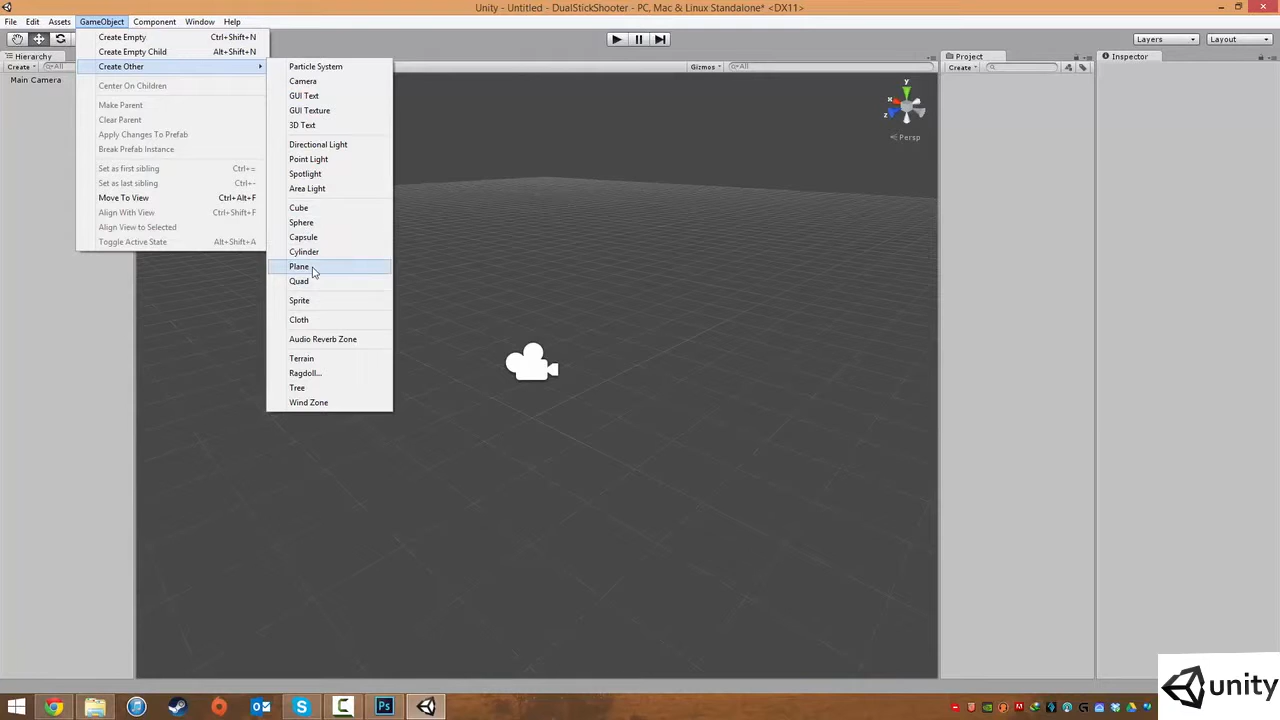 Unity - Untitled - DualStickShooter - PC, Mac & Linux Standalone* <DX11>
File Edit Assets GameObject Component Window Help
Layers Layout
Hierarchy
Create All
Main Camera
Create Empty Ctrl+Shift+N
Create Empty Child Alt+Shift+N
Create Other
Center On Children
Make Parent
Clear Parent
Apply Changes To Prefab
Break Prefab Instance
Set as first sibling Ctrl+=
Set as last sibling Ctrl+-
Move To View Ctrl+Alt+F
Align With View Ctrl+Shift+F
Align View to Selected
Toggle Active State Alt+Shift+A
Particle System
Camera
GUI Text
GUI Texture
3D Text
Directional Light
Point Light
Spotlight
Area Light
Cube
Sphere
Capsule
Cylinder
Plane
Quad
Sprite
Cloth
Audio Reverb Zone
Terrain
Ragdoll...
Tree
Wind Zone
Gizmos All
y
x
z
Persp
Project
Create
Inspector
Ps
unity